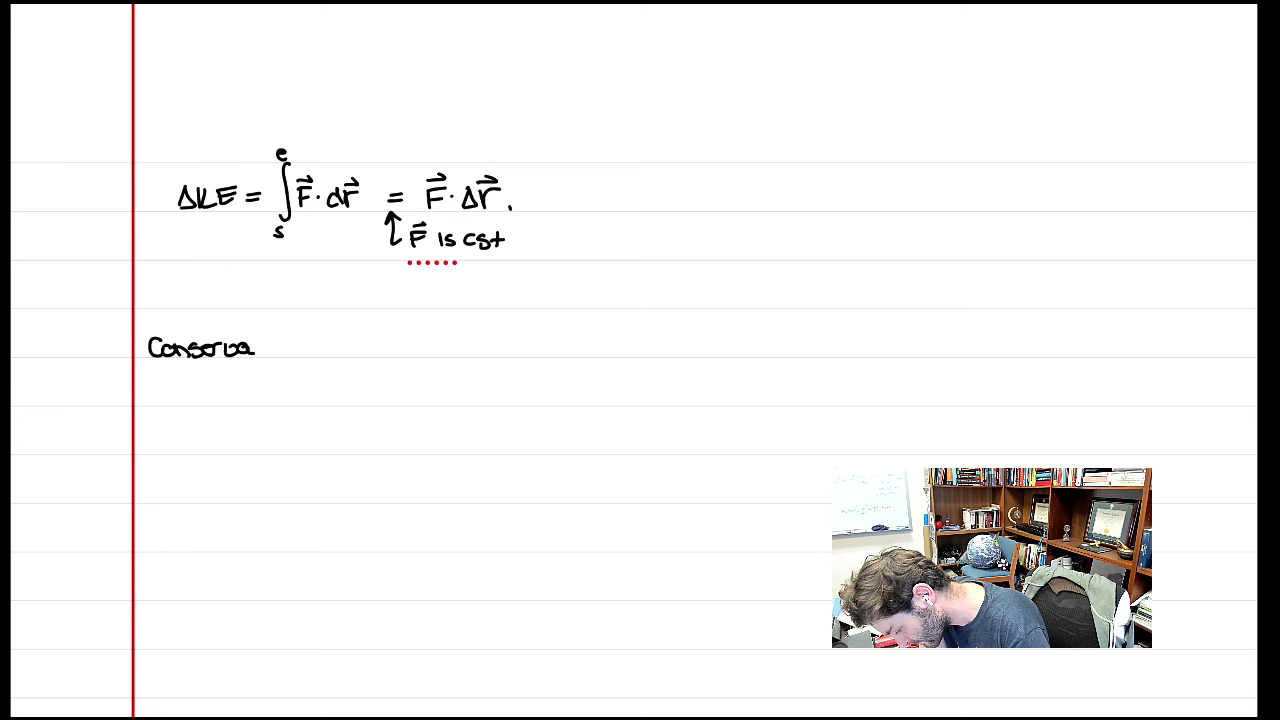 ΔKE = ∫ₛᵉ F⃗ · dr⃗ = F⃗ · Δr⃗.
F⃗ is cst
Conserva